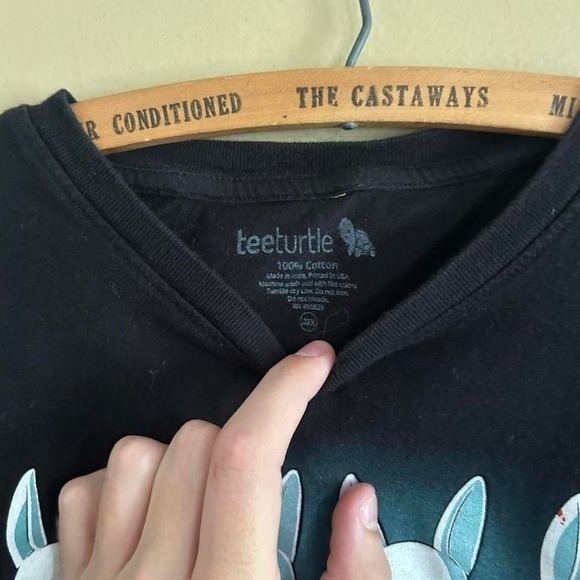 R CONDITIONED THE CASTAWAYS MI
teeturtle
100% Cotton
Made in India, Printed in USA
Machine wash cold with like colors
Tumble dry Low. Do not Iron.
Do not bleach.